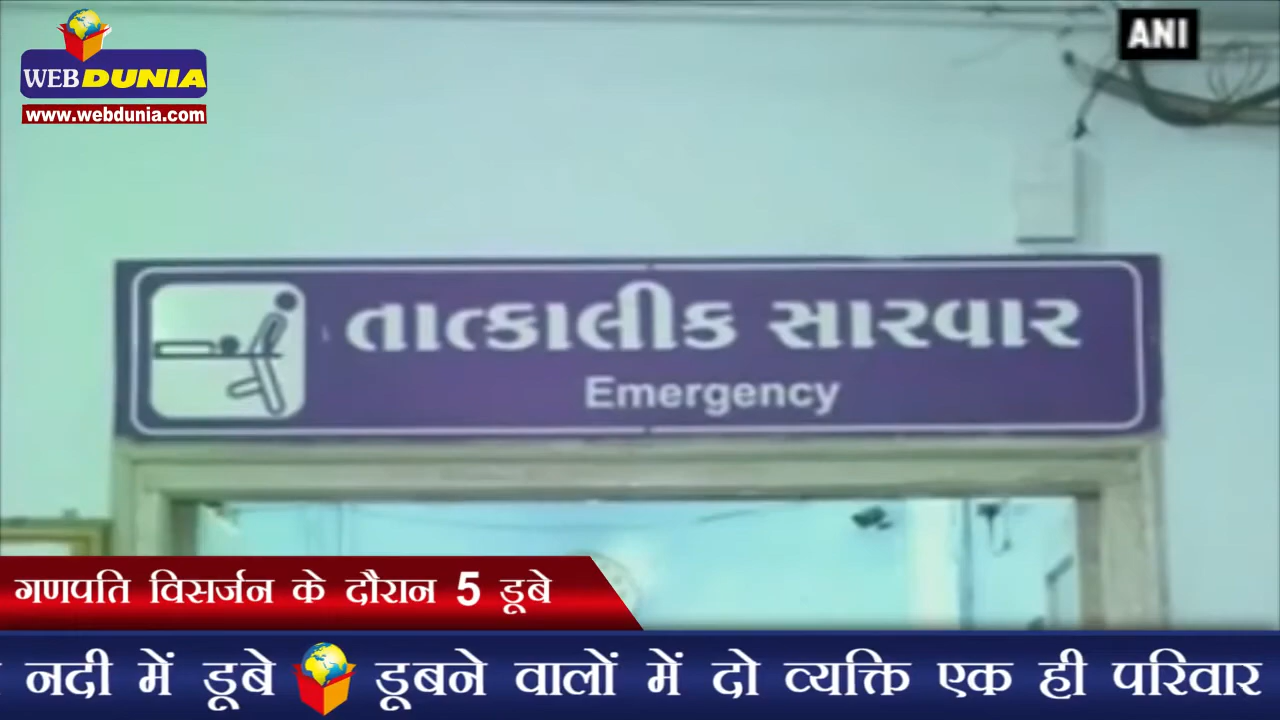 WEBDUNIA
www.webdunia.com
ANI
તાત્કાલીક સારવાર
Emergency
गणपति विसर्जन के दौरान 5 डूबे
नदी में डूबे डूबने वालों में दो व्यक्ति एक ही परिवार